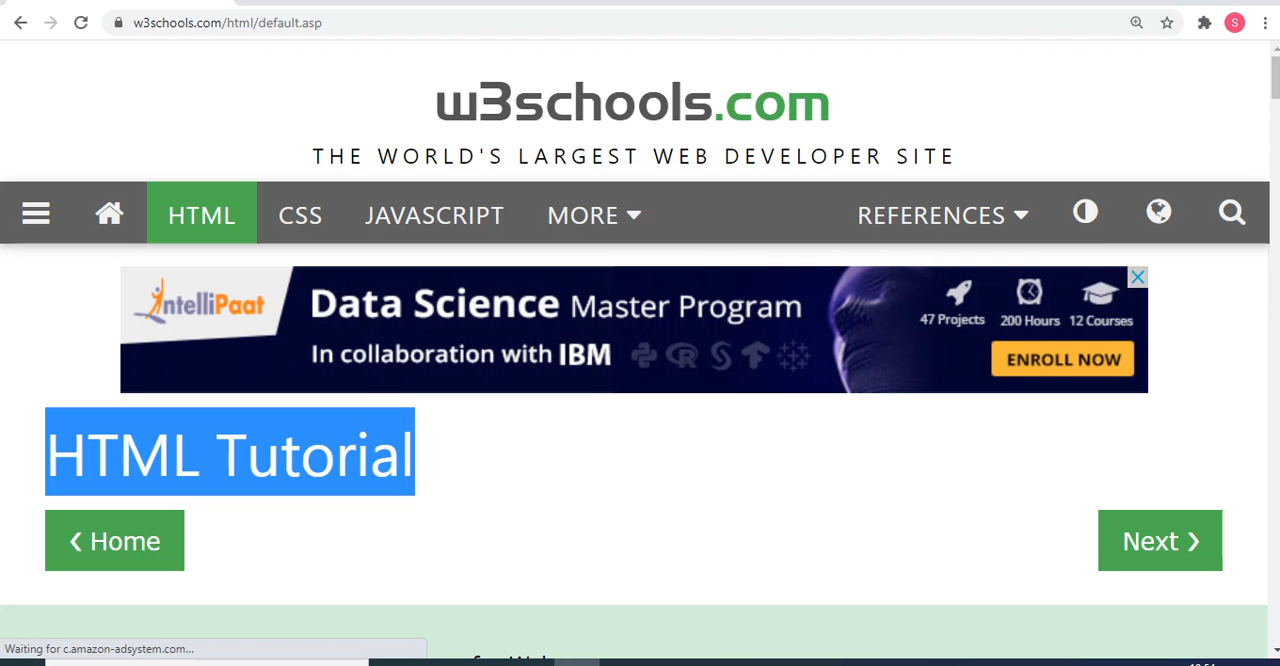 w3schools.com/html/default.asp
S
w3schools.com
THE WORLD'S LARGEST WEB DEVELOPER SITE
HTML CSS JAVASCRIPT MORE REFERENCES
IntelliPaat
Data Science Master Program
In collaboration with IBM
47 Projects 200 Hours 12 Courses
ENROLL NOW
HTML Tutorial
‹ Home Next ›
Waiting for c.amazon-adsystem.com...